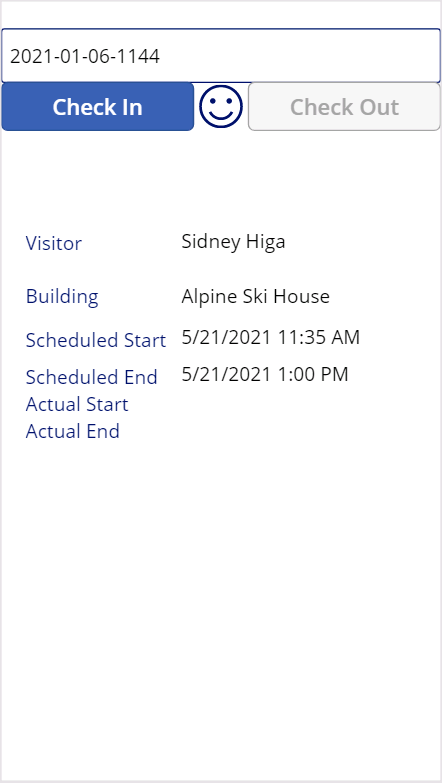 2021-01-06-1144
Check In Check Out
Visitor Sidney Higa
Building Alpine Ski House
Scheduled Start 5/21/2021 11:35 AM
Scheduled End 5/21/2021 1:00 PM
Actual Start
Actual End